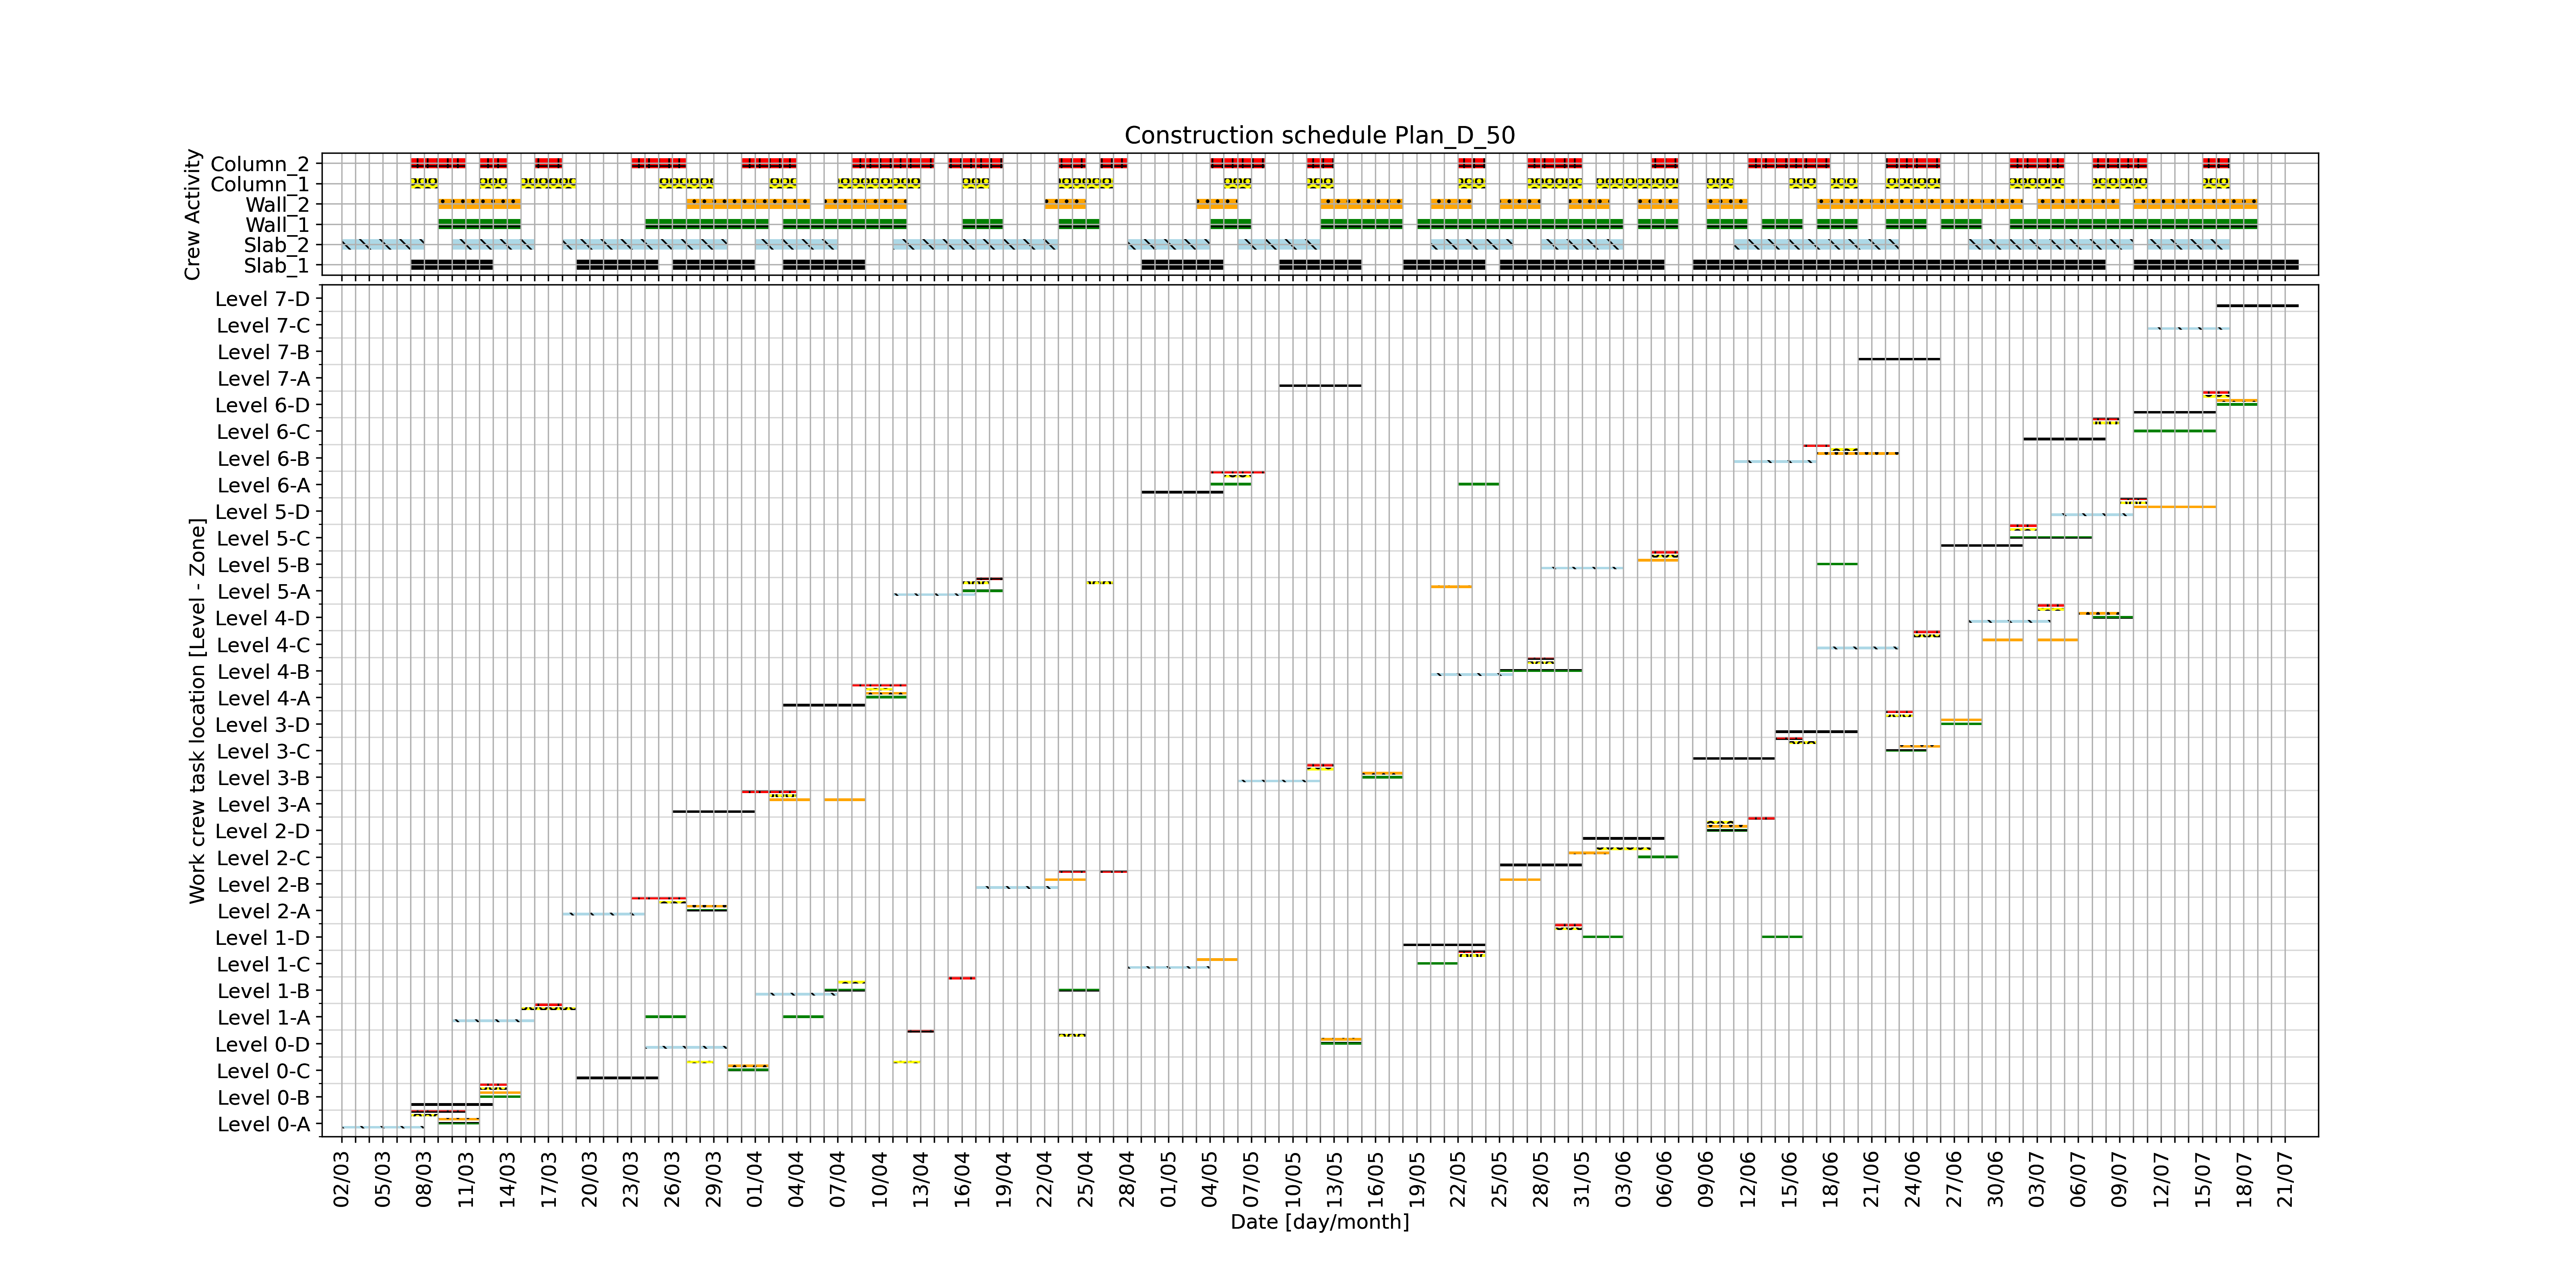 Construction schedule Plan_D_50
Crew Activity
Column_2
Column_1
Wall_2
Wall_1
Slab_2
Slab_1
Work crew task location [Level - Zone]
Level 7-D
Level 7-C
Level 7-B
Level 7-A
Level 6-D
Level 6-C
Level 6-B
Level 6-A
Level 5-D
Level 5-C
Level 5-B
Level 5-A
Level 4-D
Level 4-C
Level 4-B
Level 4-A
Level 3-D
Level 3-C
Level 3-B
Level 3-A
Level 2-D
Level 2-C
Level 2-B
Level 2-A
Level 1-D
Level 1-C
Level 1-B
Level 1-A
Level 0-D
Level 0-C
Level 0-B
Level 0-A
02/03 05/03 08/03 11/03 14/03 17/03 20/03 23/03 26/03 29/03 01/04 04/04 07/04 10/04 13/04 16/04 19/04 22/04 25/04 28/04 01/05 04/05 07/05 10/05 13/05 16/05 19/05 22/05 25/05 28/05 31/05 03/06 06/06 09/06 12/06 15/06 18/06 21/06 24/06 27/06 30/06 03/07 06/07 09/07 12/07 15/07 18/07 21/07
Date [day/month]